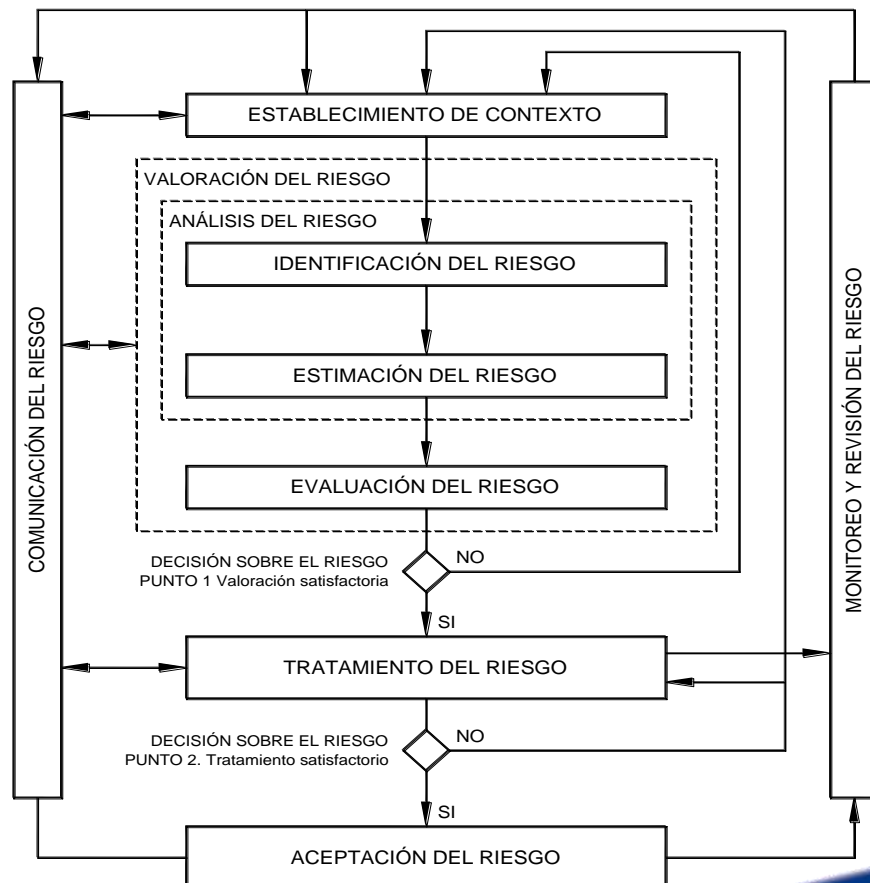 ESTABLECIMIENTO DE CONTEXTO
VALORACIÓN DEL RIESGO
ANÁLISIS DEL RIESGO
IDENTIFICACIÓN DEL RIESGO
ESTIMACIÓN DEL RIESGO
EVALUACIÓN DEL RIESGO
DECISIÓN SOBRE EL RIESGO
PUNTO 1 Valoración satisfactoria
NO
SI
TRATAMIENTO DEL RIESGO
DECISIÓN SOBRE EL RIESGO
PUNTO 2. Tratamiento satisfactorio
NO
SI
ACEPTACIÓN DEL RIESGO
COMUNICACIÓN DEL RIESGO
MONITOREO Y REVISIÓN DEL RIESGO